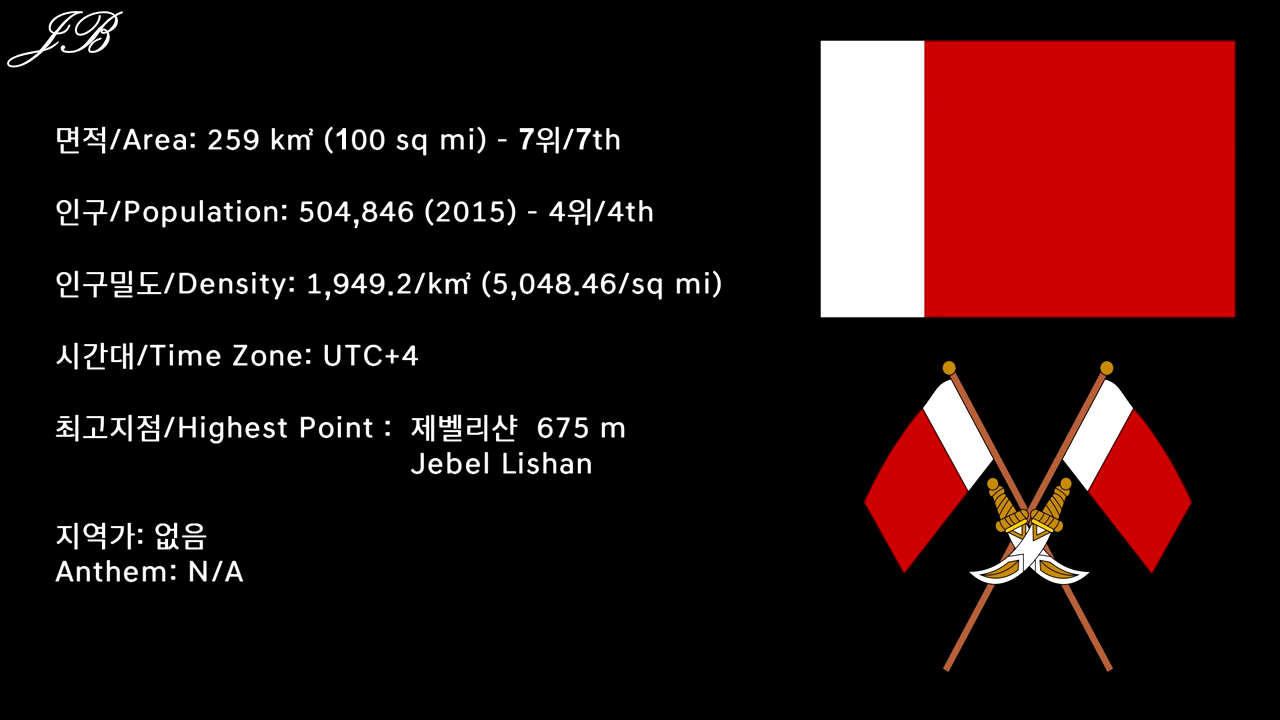 JB
면적/Area: 259 km² (100 sq mi) - 7위/7th
인구/Population: 504,846 (2015) - 4위/4th
인구밀도/Density: 1,949.2/km² (5,048.46/sq mi)
시간대/Time Zone: UTC+4
최고지점/Highest Point : 제벨리샨 675 m
Jebel Lishan
지역가: 없음
Anthem: N/A